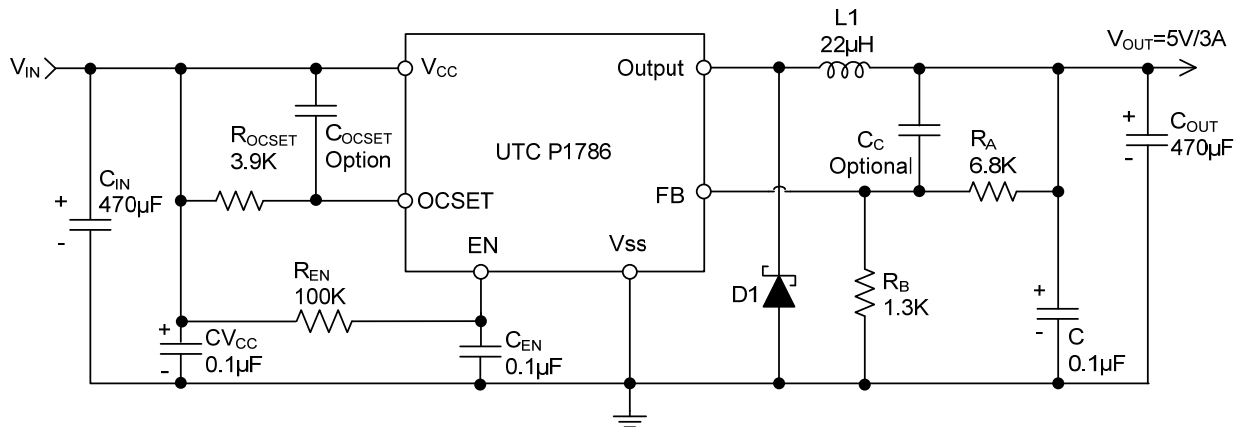 L1
22µH
VOUT=5V/3A
VIN
VCC
Output
ROCSET
3.9K
COCSET
Option
UTC P1786
CC
Optional
RA
6.8K
COUT
470µF
+
-
CIN
470µF
+
-
OCSET
FB
EN
Vss
REN
100K
D1
RB
1.3K
+
-
C
0.1µF
+
-
CVCC
0.1µF
CEN
0.1µF